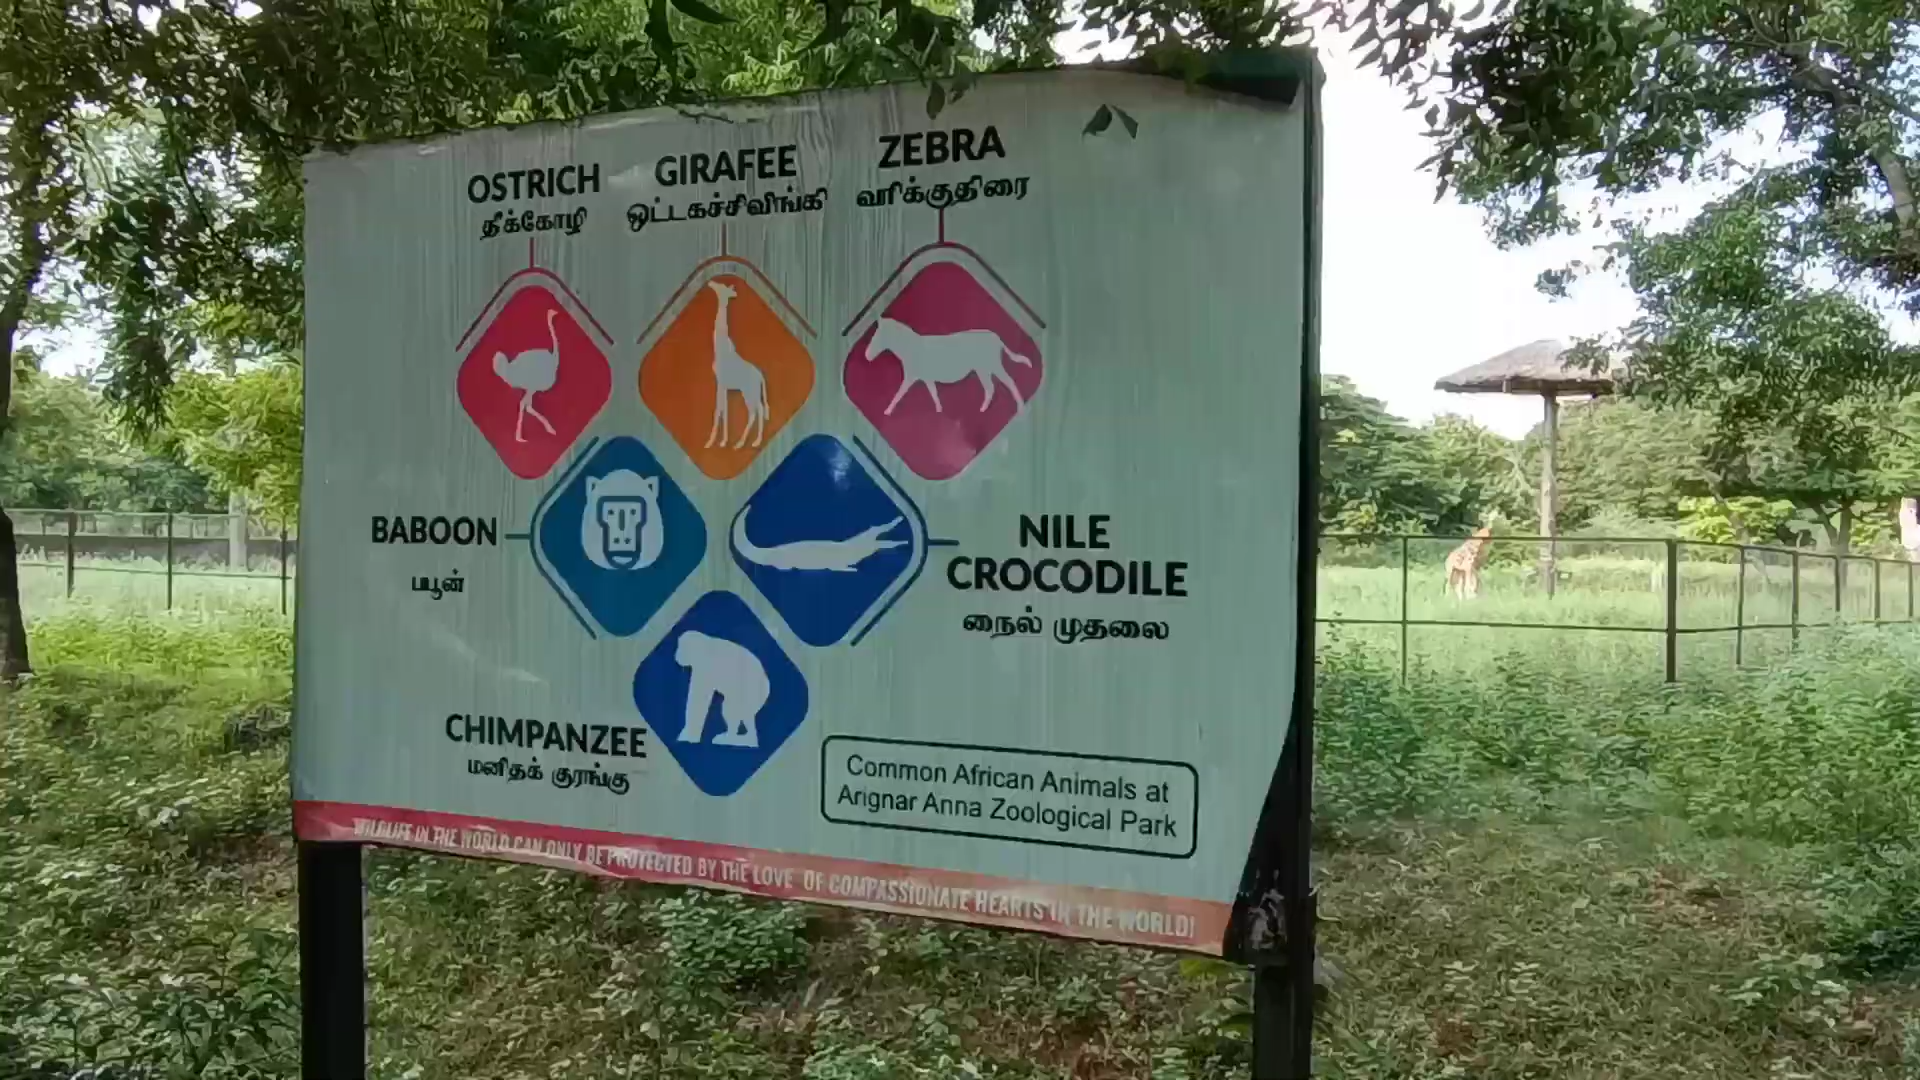 OSTRICH
தீக்கோழி
GIRAFEE
ஒட்டகச்சிவிங்கி
ZEBRA
வரிக்குதிரை
BABOON
பபூன்
NILE
CROCODILE
நைல் முதலை
CHIMPANZEE
மனிதக் குரங்கு
Common African Animals at
Arignar Anna Zoological Park
WILDLIFE IN THE WORLD CAN ONLY BE PROTECTED BY THE LOVE OF COMPASSIONATE HEARTS IN THE WORLD!